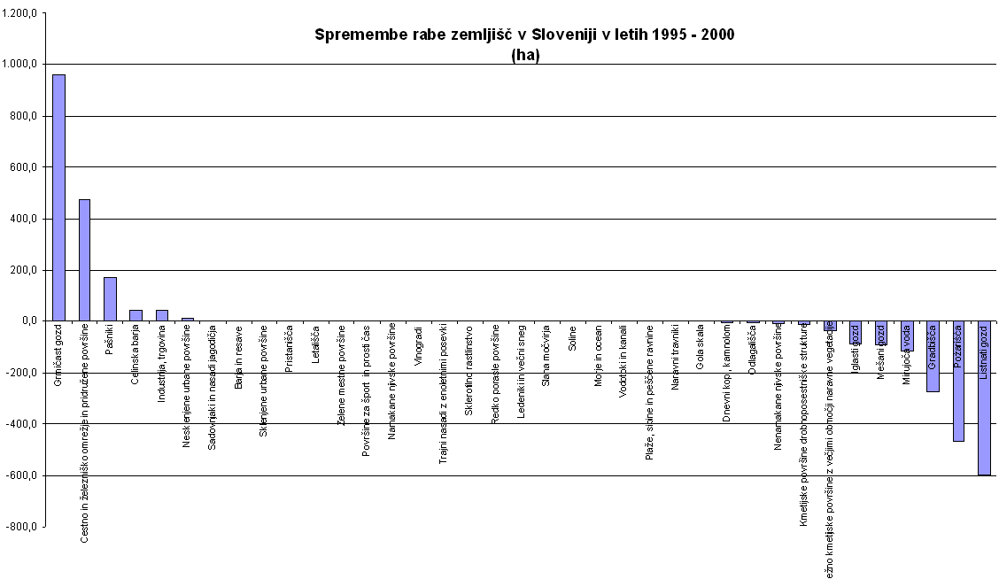 Spremembe rabe zemljišč v Sloveniji v letih 1995 - 2000
(ha)
1.200,0
1.000,0
800,0
600,0
400,0
200,0
0,0
-200,0
-400,0
-600,0
-800,0
Grmičast gozd
Cestno in železniško omrežje in pridružene površine
Pašniki
Celinska barja
Industrija, trgovina
Nesklenjene urbane površine
Sadovnjaki in nasadi jagodičja
Barja in resave
Sklenjene urbane površine
Pristanišča
Letališča
Zelene mestne površine
Površine za šport in prosti čas
Namakane njivske površine
Vinogradi
Trajni nasadi z enoletnimi posevki
Sklerofilno rastlinstvo
Redko porasle površine
Ledeniki in večni sneg
Slana močvirja
Soline
Morje in ocean
Vodotoki in kanali
Plaže, sipine in peščene ravnine
Naravni travniki
Gola skala
Dnevni kopi, kamnolomi
Odlagališča
Nenamakane njivske površine
Kmetijske površine drobnoposestniške strukture
ežno kmetijske površine z večjimi območji naravne vegetacije
Iglasti gozd
Mešani gozd
Mirujoča voda
Gradbišča
Požarišča
Listnati gozd